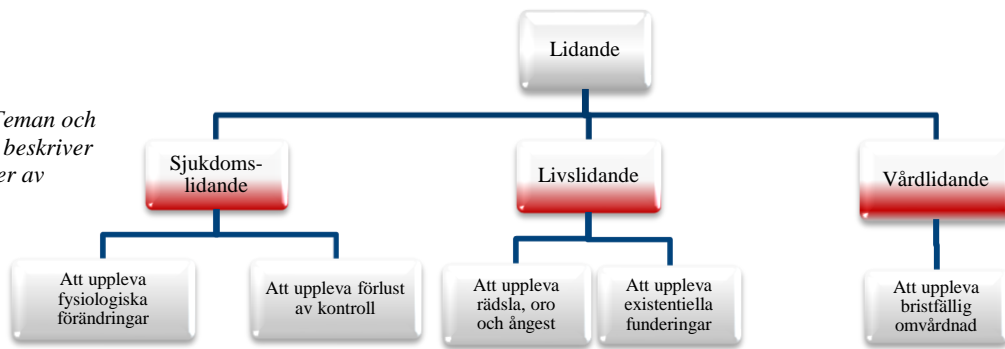 Lidande
Teman och
beskriver
er av
Sjukdoms-
lidande
Livslidande
Vårdlidande
Att uppleva
fysiologiska
förändringar
Att uppleva förlust
av kontroll
Att uppleva
rädsla, oro
och ångest
Att uppleva
existentiella
funderingar
Att uppleva
bristfällig
omvårdnad